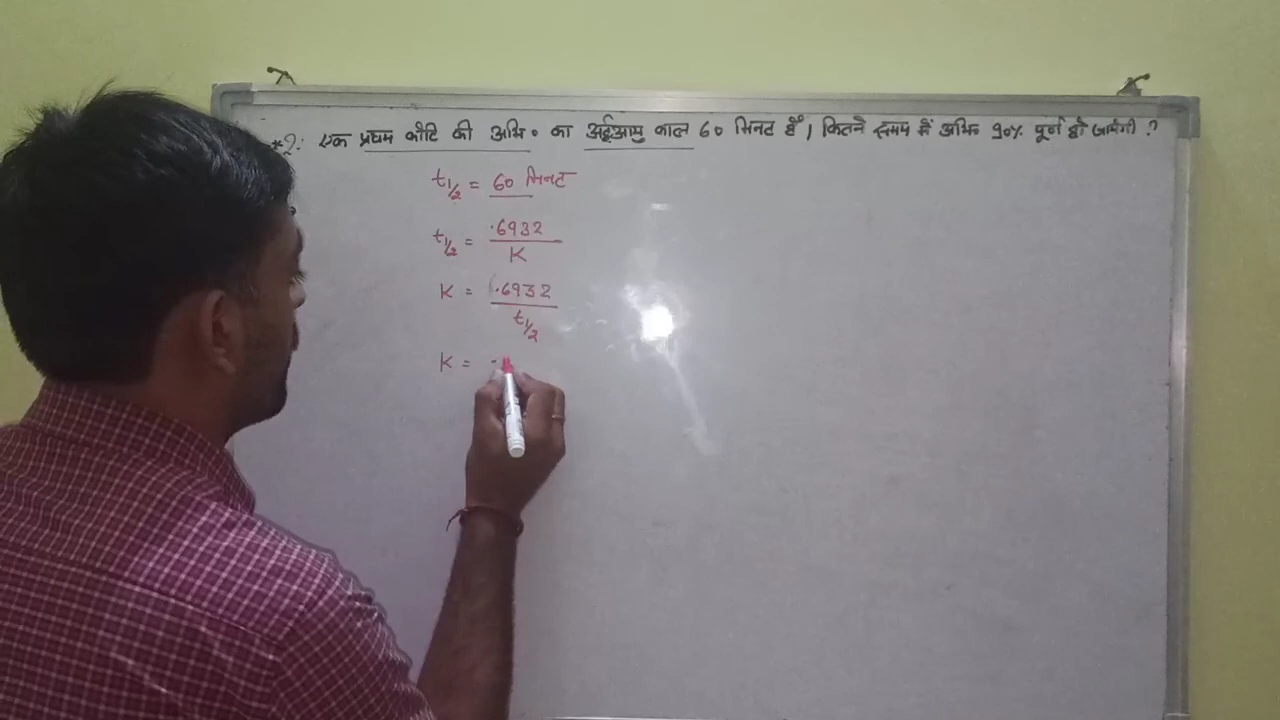 *?: एक प्रथम कोटि की अभि० का अर्द्धआयु काल 60 मिनट है, कितने समय में अभि० 90% पूर्ण हो जायेगी ?
t1/2 = 60 मिनट
t1/2 = .6932 / K
K = .6932 / t1/2
K = .